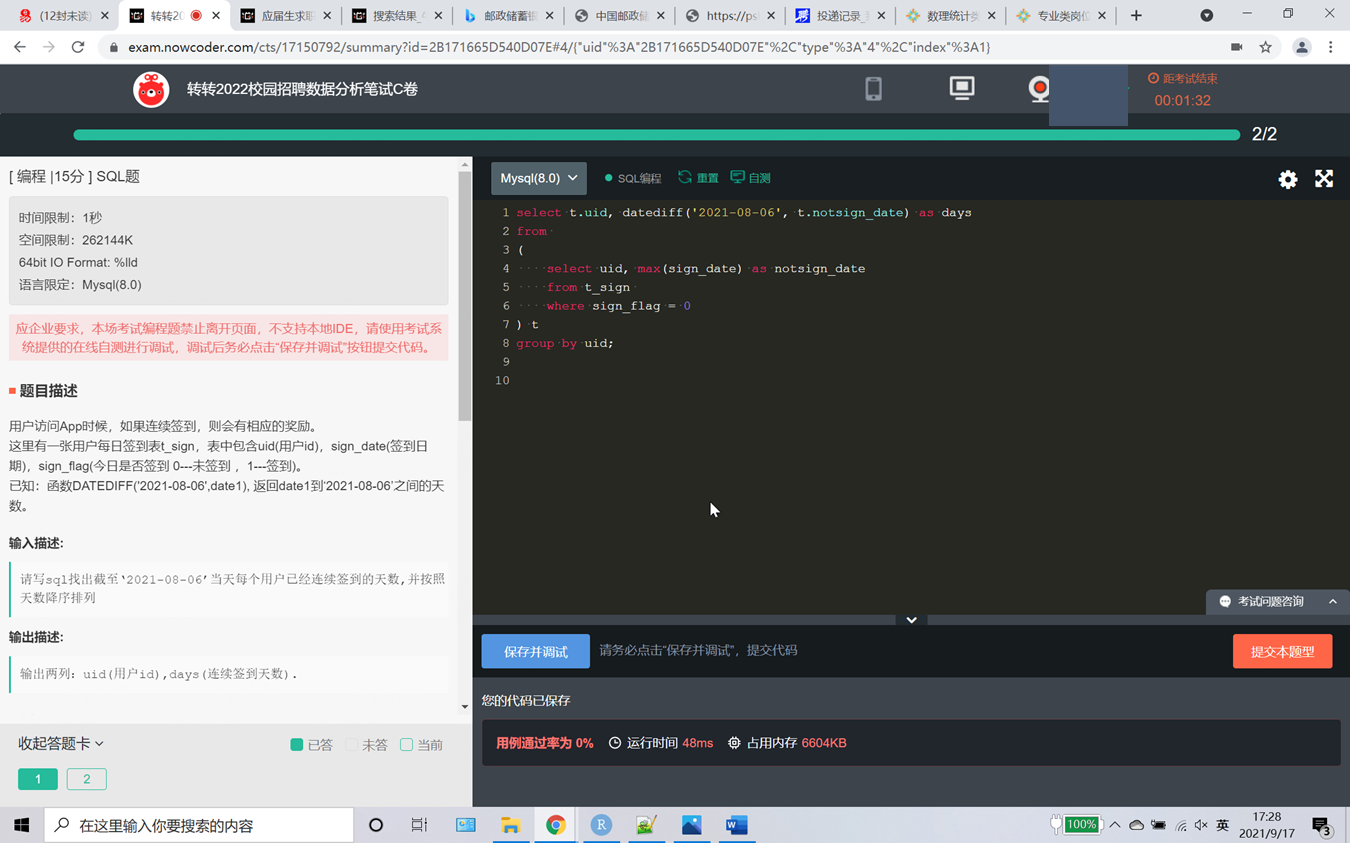 (12封未读)
转转20
应届生求职
搜索结果_
邮政储蓄银
中国邮政储
https://psb
投递记录_
数理统计类
专业类岗位
exam.nowcoder.com/cts/17150792/summary?id=2B171665D540D07E#4/{"uid"%3A"2B171665D540D07E"%2C"type"%3A"4"%2C"index"%3A1}
转转2022校园招聘数据分析笔试C卷
距考试结束
00:01:32
2/2
[ 编程 |15分 ] SQL题
时间限制：1秒
空间限制：262144K
64bit IO Format: %lld
语言限定：Mysql(8.0)
应企业要求，本场考试编程题禁止离开页面，不支持本地IDE，请使用考试系
统提供的在线自测进行调试，调试后务必点击“保存并调试”按钮提交代码。
题目描述
用户访问App时候，如果连续签到，则会有相应的奖励。
这里有一张用户每日签到表t_sign，表中包含uid(用户id)，sign_date(签到日
期)，sign_flag(今日是否签到 0---未签到 ，1---签到)。
已知：函数DATEDIFF('2021-08-06',date1), 返回date1到'2021-08-06'之间的天
数。
输入描述:
请写sql找出截至‘2021-08-06’当天每个用户已经连续签到的天数,并按照
天数降序排列
输出描述:
输出两列：uid(用户id),days(连续签到天数).
收起答题卡
已答
未答
当前
1
2
Mysql(8.0)
SQL编程
重置
自测
1 select t.uid, datediff('2021-08-06', t.notsign_date) as days
2 from
3 (
4 select uid, max(sign_date) as notsign_date
5 from t_sign
6 where sign_flag = 0
7 ) t
8 group by uid;
9
10
考试问题咨询
保存并调试
请务必点击“保存并调试”，提交代码
提交本题型
您的代码已保存
用例通过率为 0% 运行时间 48ms 占用内存 6604KB
在这里输入你要搜索的内容
100%
英
17:28
2021/9/17
3